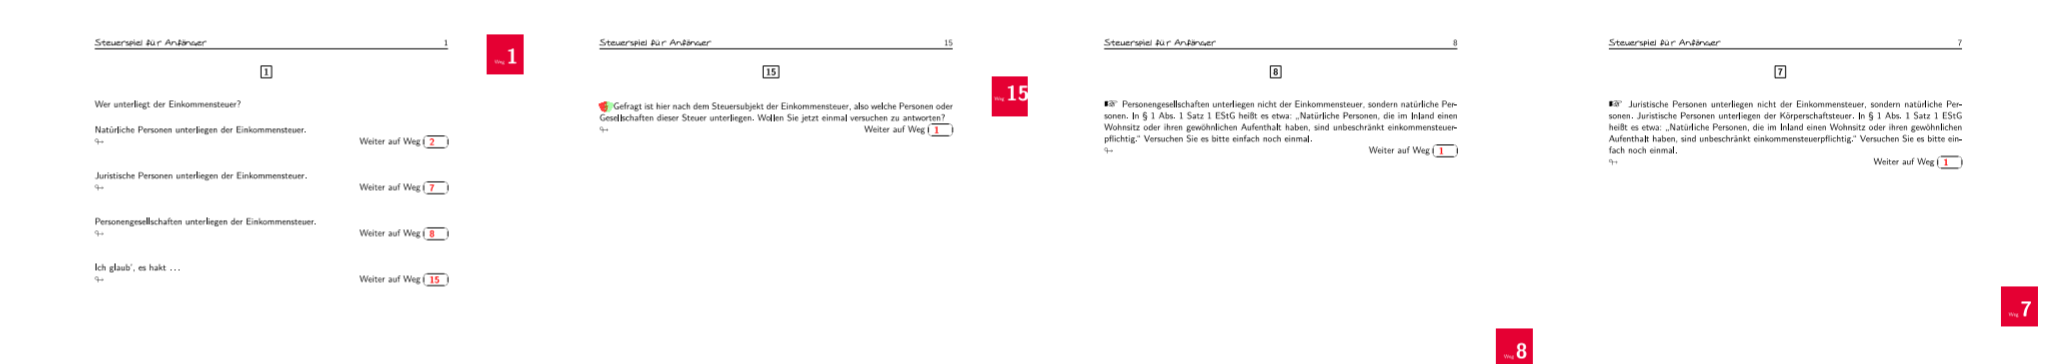 Steuerspiel für Anfänger 1
Weg 1
1
Wer unterliegt der Einkommensteuer?
Natürliche Personen unterliegen der Einkommensteuer.
Weiter auf Weg 2
Juristische Personen unterliegen der Einkommensteuer.
Weiter auf Weg 7
Personengesellschaften unterliegen der Einkommensteuer.
Weiter auf Weg 8
Ich glaub', es hakt ...
Weiter auf Weg 15
Steuerspiel für Anfänger 15
Weg 15
15
Gefragt ist hier nach dem Steuersubjekt der Einkommensteuer, also welche Personen oder
Gesellschaften dieser Steuer unterliegen. Wollen Sie jetzt einmal versuchen zu antworten?
Weiter auf Weg 1
Steuerspiel für Anfänger 8
8
☞ Personengesellschaften unterliegen nicht der Einkommensteuer, sondern natürliche Per-
sonen. In § 1 Abs. 1 Satz 1 EStG heißt es etwa: „Natürliche Personen, die im Inland einen
Wohnsitz oder ihren gewöhnlichen Aufenthalt haben, sind unbeschränkt einkommensteuer-
pflichtig.“ Versuchen Sie es bitte einfach noch einmal.
Weiter auf Weg 1
Weg 8
Steuerspiel für Anfänger 7
7
☞ Juristische Personen unterliegen nicht der Einkommensteuer, sondern natürliche Per-
sonen. Juristische Personen unterliegen der Körperschaftsteuer. In § 1 Abs. 1 Satz 1 EStG
heißt es etwa: „Natürliche Personen, die im Inland einen Wohnsitz oder ihren gewöhnlichen
Aufenthalt haben, sind unbeschränkt einkommensteuerpflichtig.“ Versuchen Sie es bitte ein-
fach noch einmal.
Weiter auf Weg 1
Weg 7